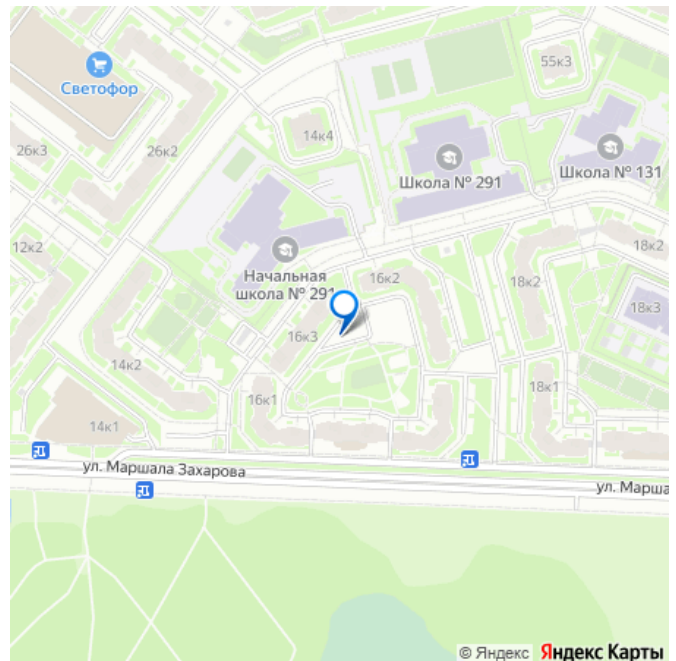 55к3
Светофор
14к4
26к3
26к2
Школа № 291
Школа № 131
12к2
18к2
Начальная
школа № 291
16к2
18к2
18к3
16к3
14к2
16к1
18к1
14к1
ул. Маршала Захарова
ул. Марша
© Яндекс Яндекс Карты